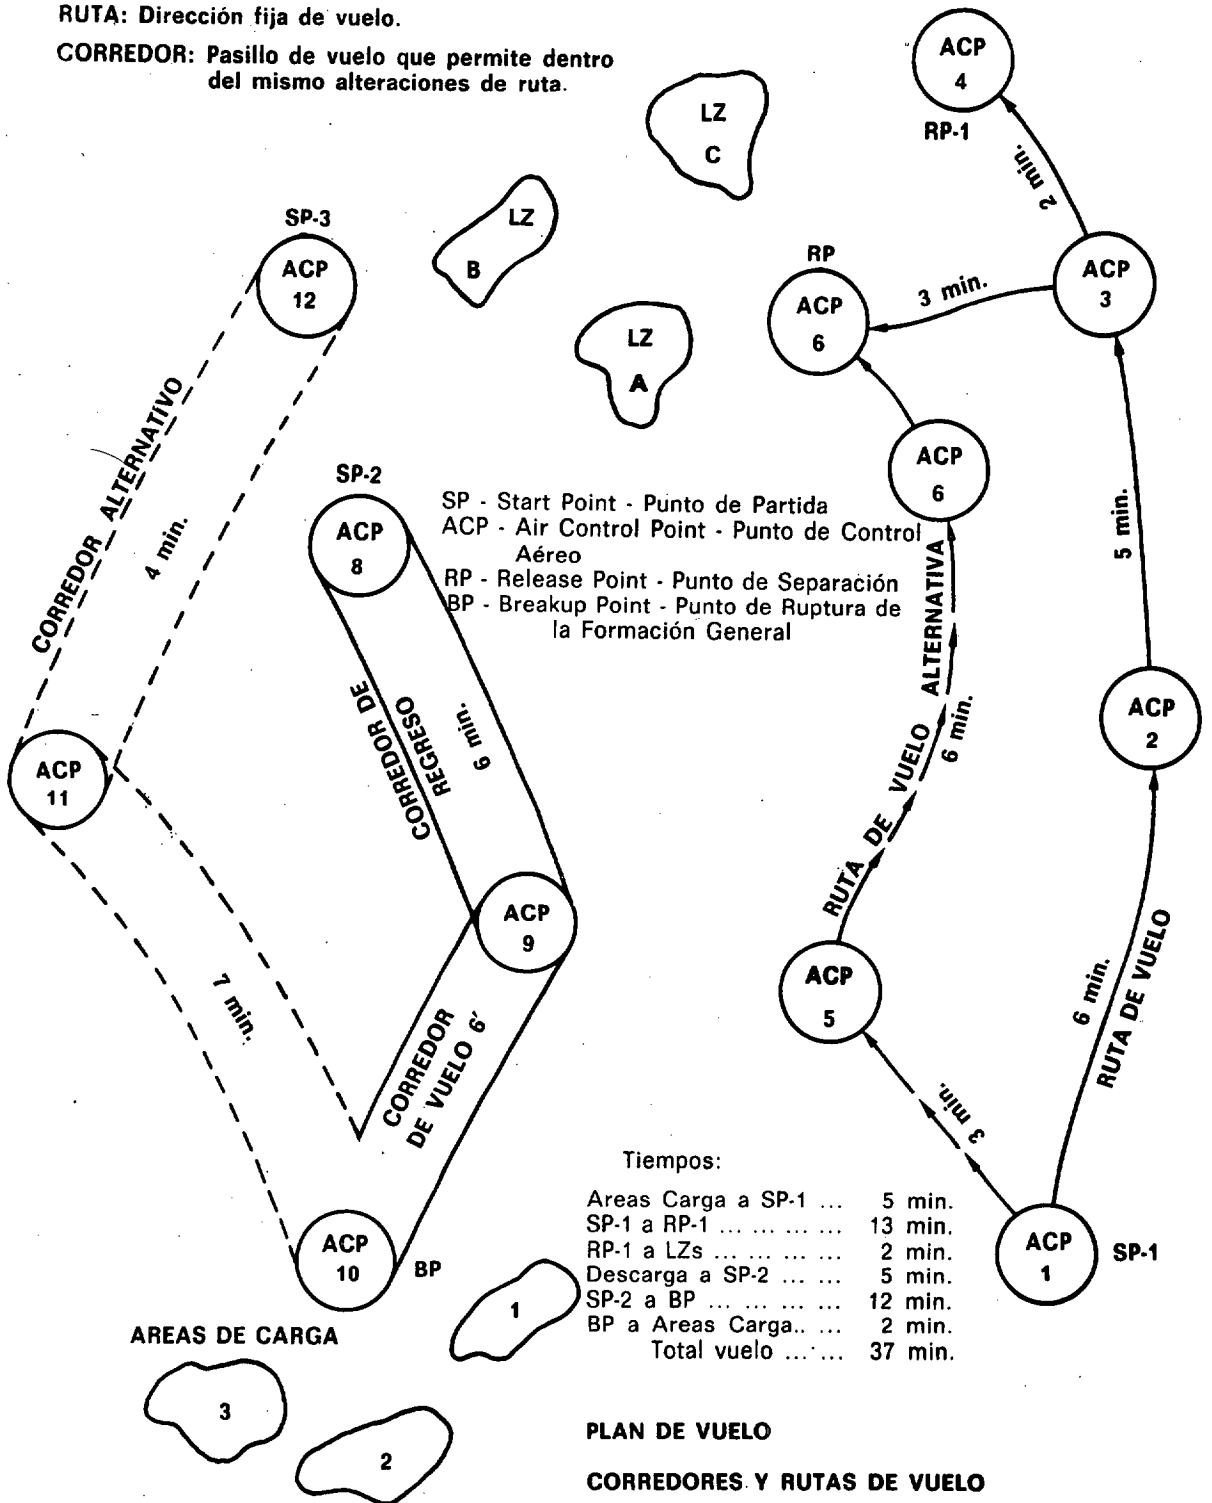 RUTA: Dirección fija de vuelo.
CORREDOR: Pasillo de vuelo que permite dentro
del mismo alteraciones de ruta.
ACP
4
RP-1
LZ
C
2 min.
SP-3
ACP
12
LZ
B
RP
ACP
6
3 min.
ACP
3
LZ
A
CORREDOR ALTERNATÍVO
4 min.
ACP
6
SP-2
ACP
8
SP - Start Point - Punto de Partida
ACP - Air Control Point - Punto de Control
Aéreo
RP - Release Point - Punto de Separación
BP - Breakup Point - Punto de Ruptura de
la Formación General
5 min.
RUTA DE VUELO ALTERNATIVA
6 min.
CORREDOR DE
REGRESO
6 min.
ACP
2
ACP
11
ACP
9
ACP
5
7 min.
6 min.
RUTA DE VUELO
CORREDOR
DE VUELO 6'
3 min.
ACP
10
BP
ACP
1
SP-1
Tiempos:
Areas Carga a SP-1 ... 5 min.
SP-1 a RP-1 ... ... ... ... 13 min.
RP-1 a LZs ... ... ... ... 2 min.
Descarga a SP-2 ... ... 5 min.
SP-2 a BP ... ... ... ... 12 min.
BP a Areas Carga.. ... 2 min.
Total vuelo ... ... 37 min.
AREAS DE CARGA
1
3
2
PLAN DE VUELO
CORREDORES Y RUTAS DE VUELO